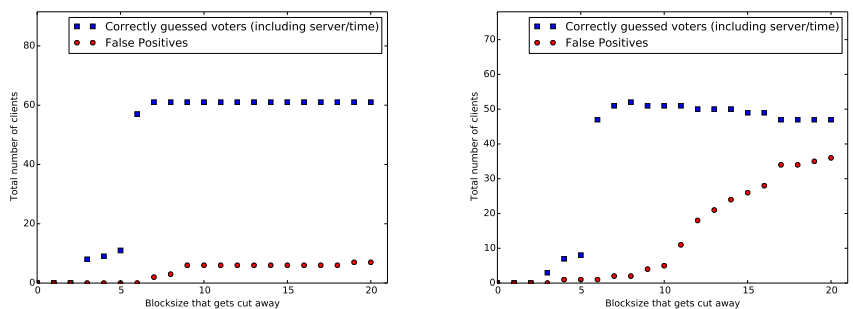 Correctly guessed voters (including server/time)
False Positives
80
60
40
20
0
0 5 10 15 20
Total number of clients
Blocksize that gets cut away
Correctly guessed voters (including server/time)
False Positives
70
60
50
40
30
20
10
0
0 5 10 15 20
Total number of clients
Blocksize that gets cut away